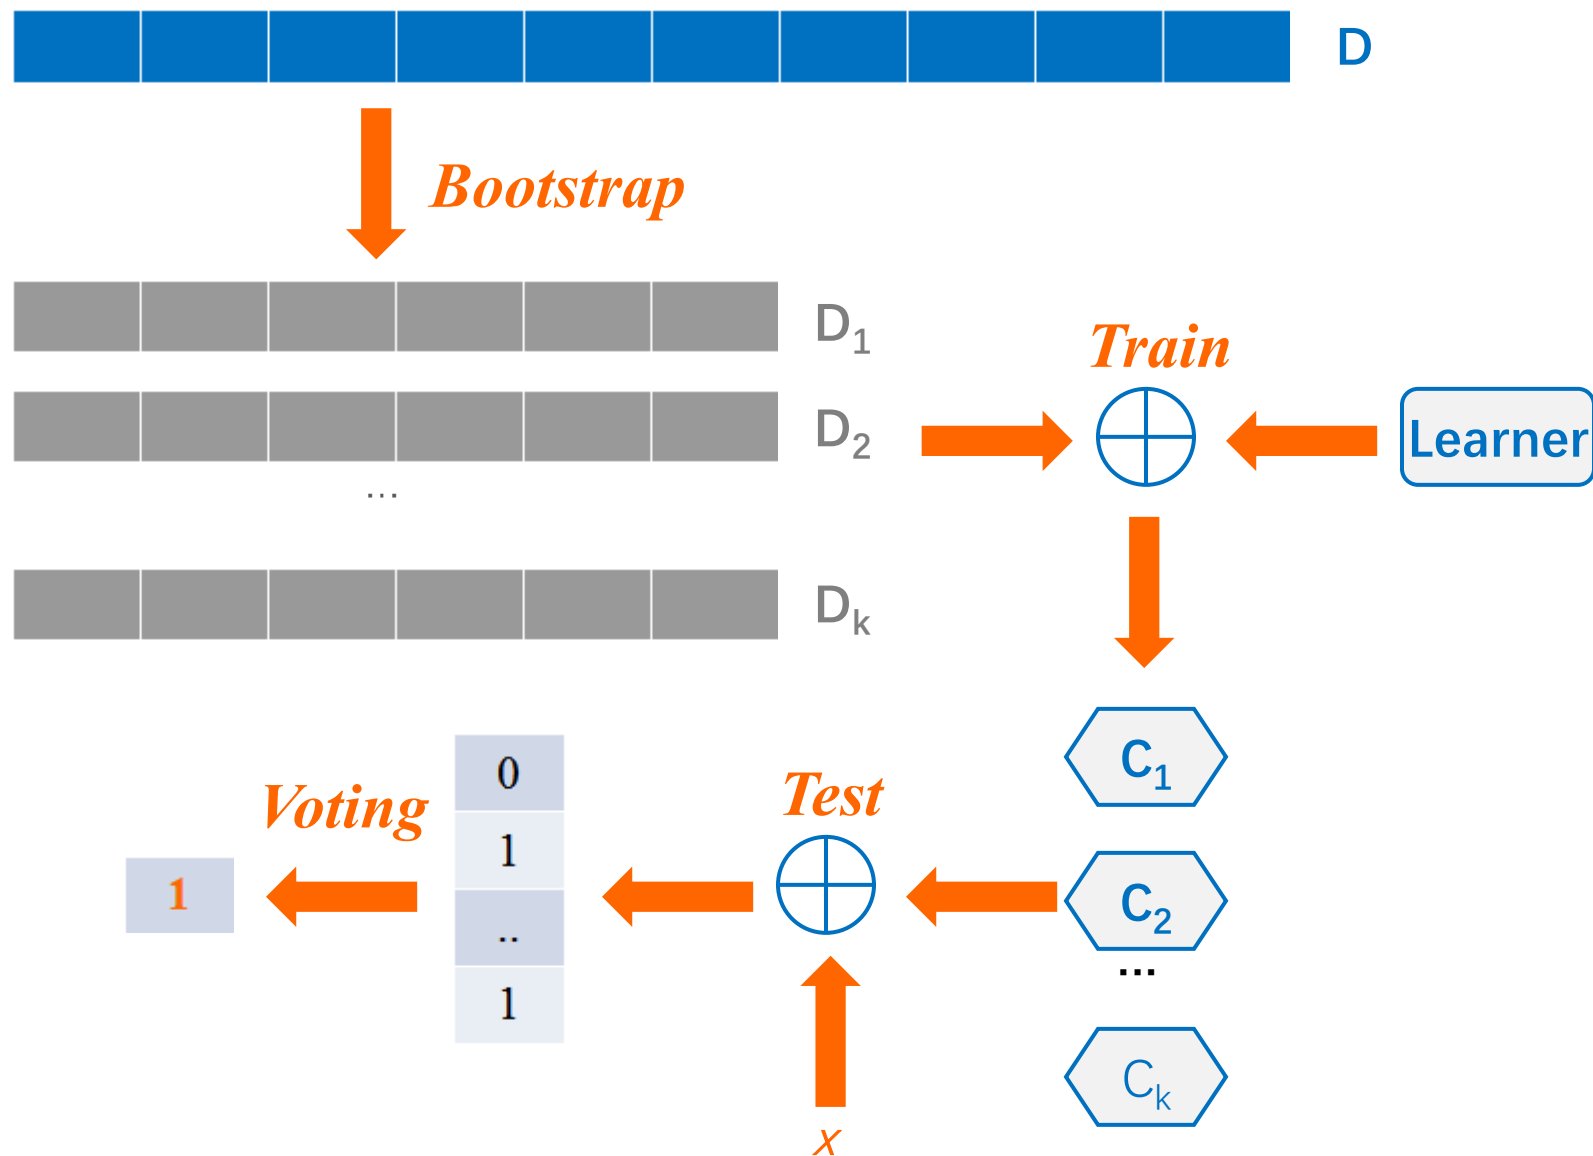 D
Bootstrap
D1
D2
...
Dk
Train
Learner
C1
C2
...
Ck
Test
x
0
1
..
1
Voting
1